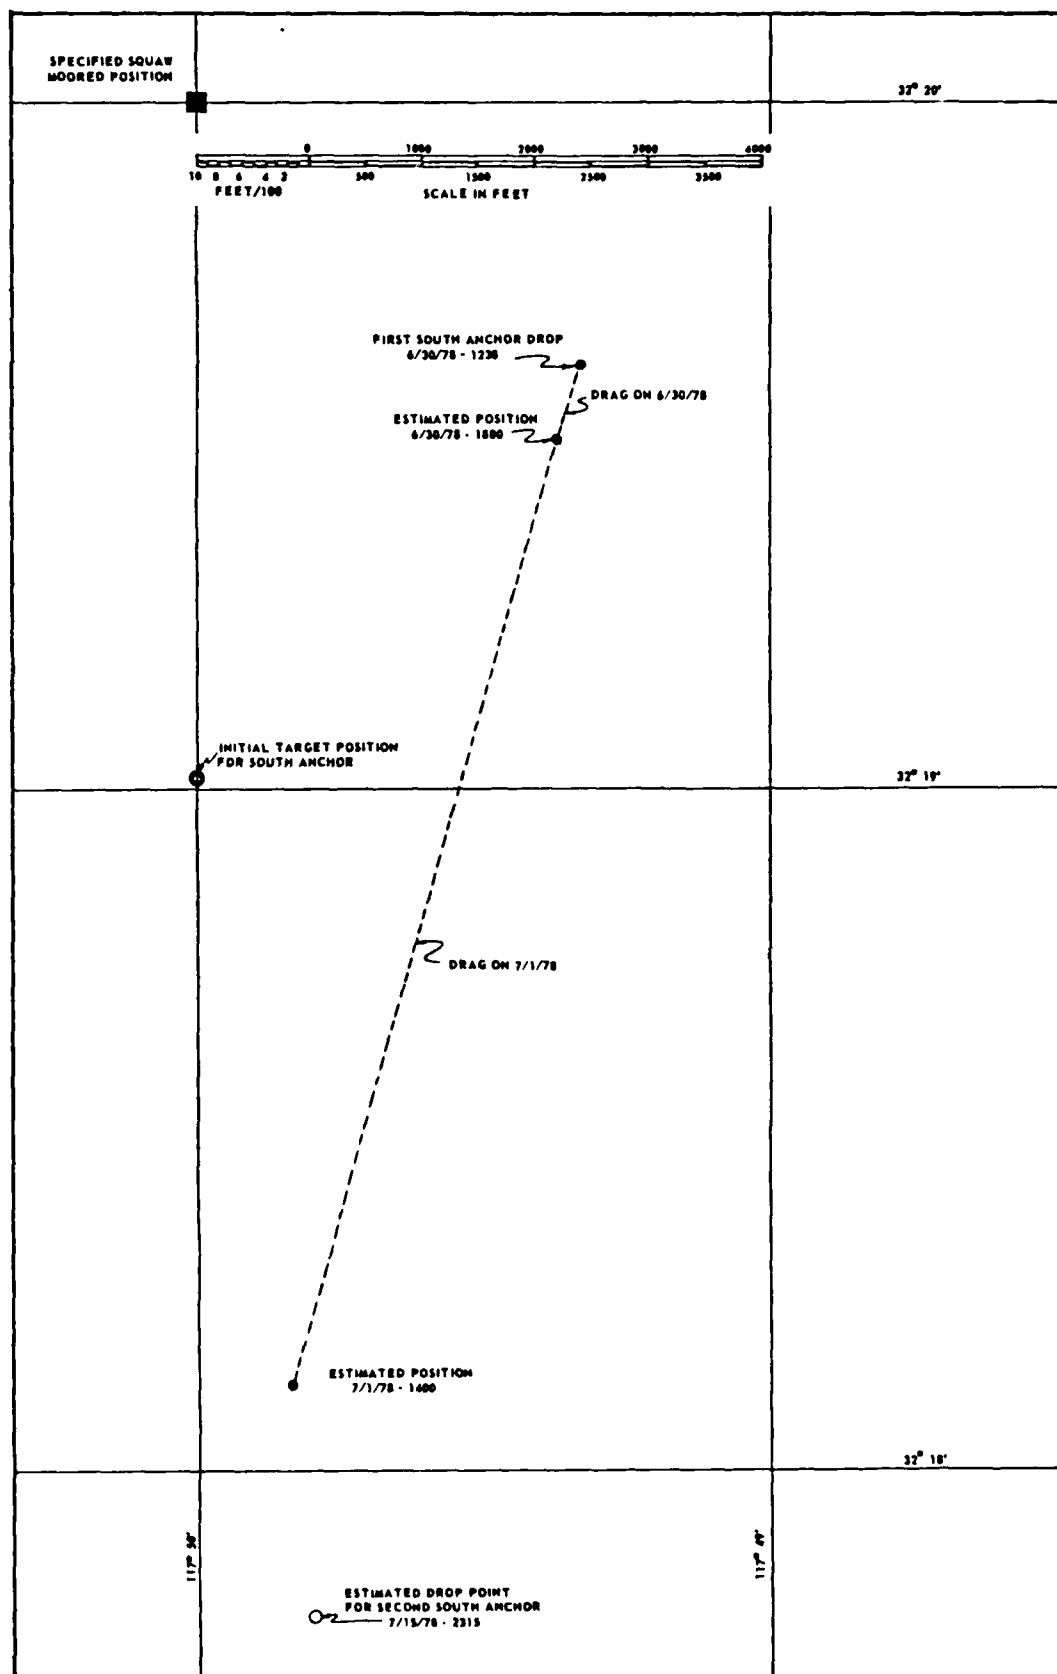 SPECIFIED SQUAW
MOORED POSITION
32° 20'
0 1000 2000 3000 4000
10 8 6 4 2 500 1500 2500 3500
FEET/100 SCALE IN FEET
FIRST SOUTH ANCHOR DROP
6/30/78 - 1238
DRAG ON 6/30/78
ESTIMATED POSITION
6/30/78 - 1800
INITIAL TARGET POSITION
FOR SOUTH ANCHOR
32° 19'
DRAG ON 7/1/78
ESTIMATED POSITION
7/1/78 - 1600
32° 18'
117° 50'
117° 49'
ESTIMATED DROP POINT
FOR SECOND SOUTH ANCHOR
7/15/78 - 2315